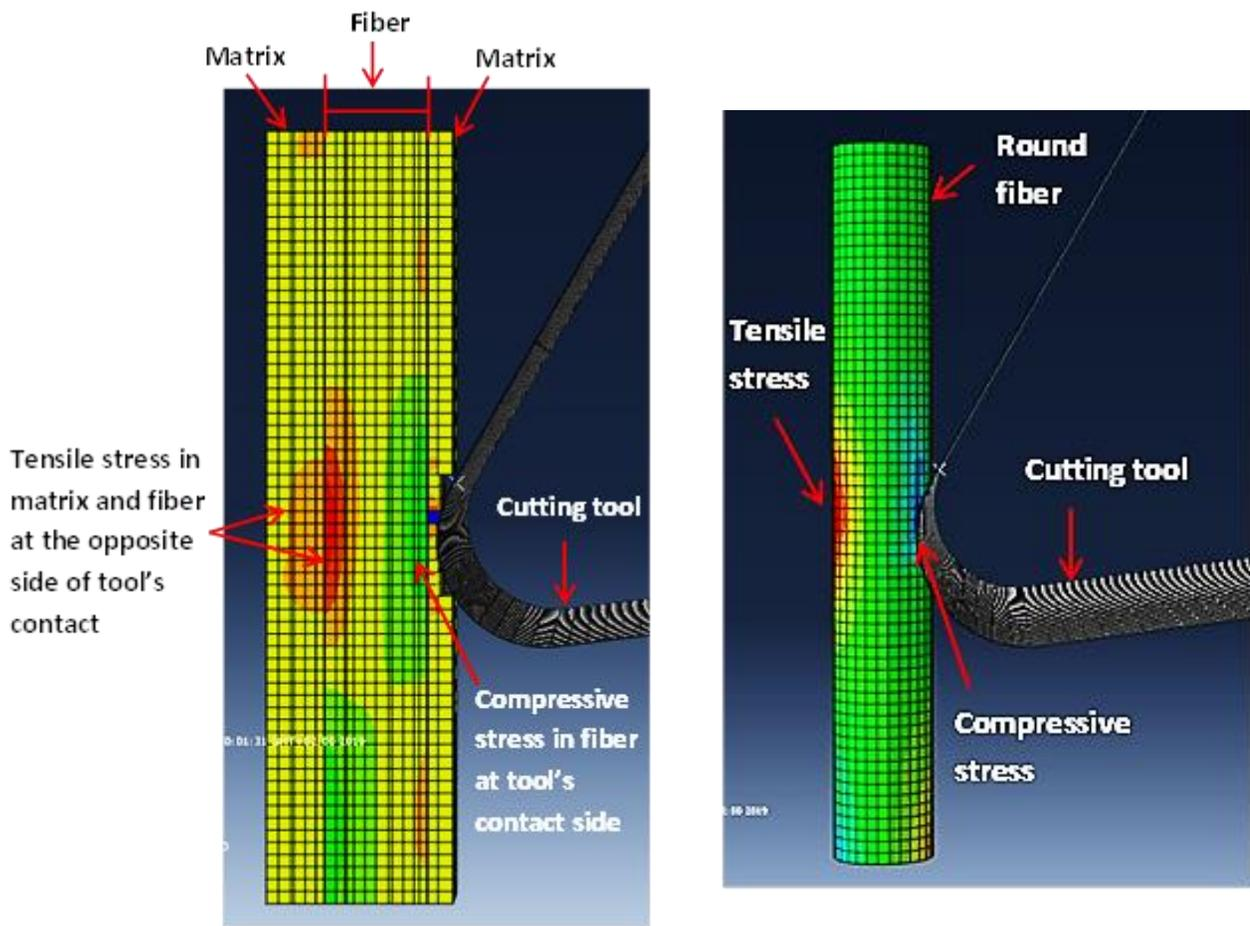 Fiber
Matrix
Matrix
Tensile stress in
matrix and fiber
at the opposite
side of tool's
contact
Cutting tool
Compressive
stress in fiber
at tool's
contact side
Round
fiber
Tensile
stress
Cutting tool
Compressive
stress